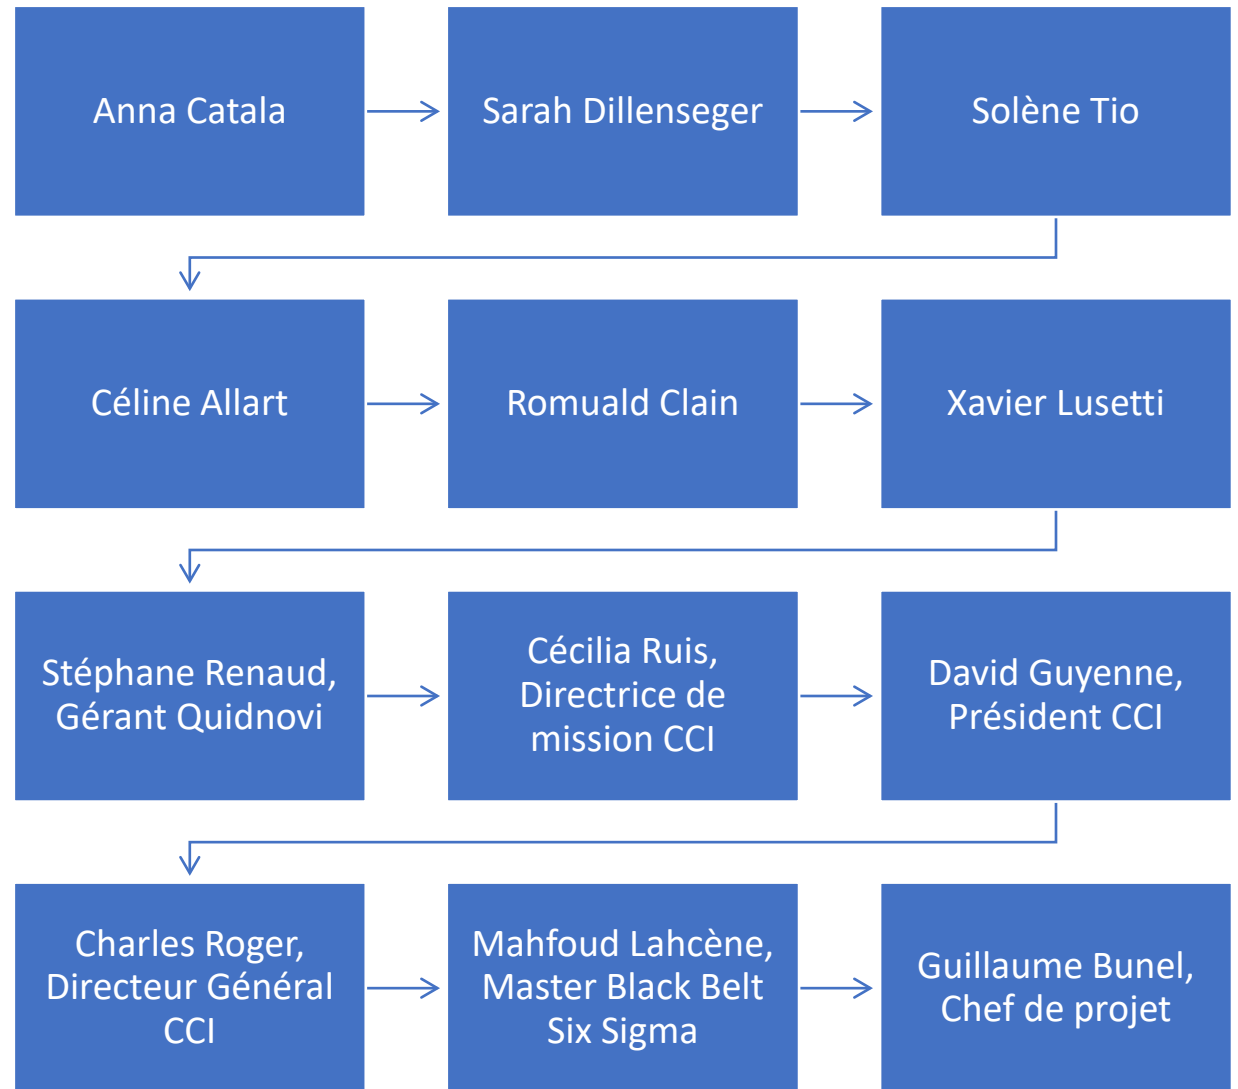 Anna Catala
Sarah Dillenseger
Solène Tio
Céline Allart
Romuald Clain
Xavier Lusetti
Stéphane Renaud,
Gérant Quidnovi
Cécilia Ruis,
Directrice de
mission CCI
David Guyenne,
Président CCI
Charles Roger,
Directeur Général
CCI
Mahfoud Lahcène,
Master Black Belt
Six Sigma
Guillaume Bunel,
Chef de projet